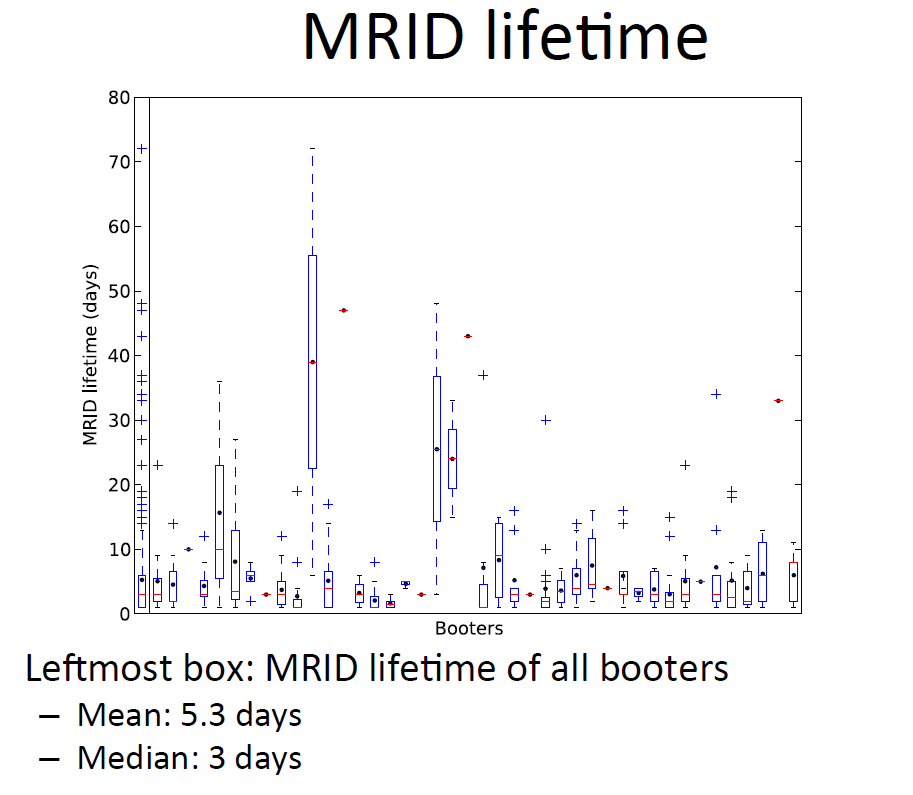 MRID lifetime
80
70
60
50
40
30
20
10
0
MRID lifetime (days)
Booters
Leftmost box: MRID lifetime of all booters
– Mean: 5.3 days
– Median: 3 days